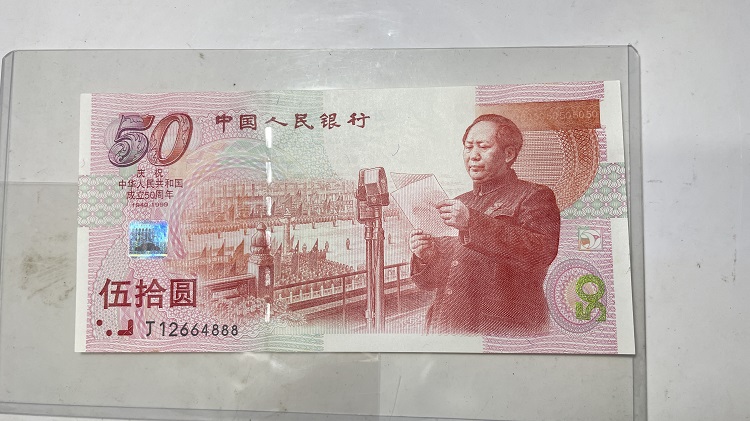 50
中国人民银行
庆祝
中华人民共和国
成立50周年
1949-1999
伍拾圆
J12664888
50